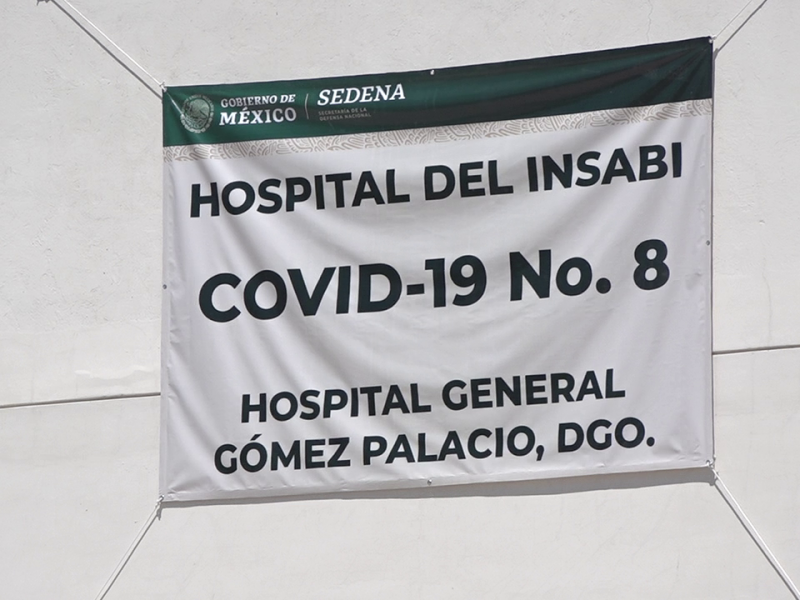 GOBIERNO DE
MÉXICO
SEDENA
SECRETARÍA DE LA
DEFENSA NACIONAL
HOSPITAL DEL INSABI
COVID-19 No. 8
HOSPITAL GENERAL
GÓMEZ PALACIO, DGO.